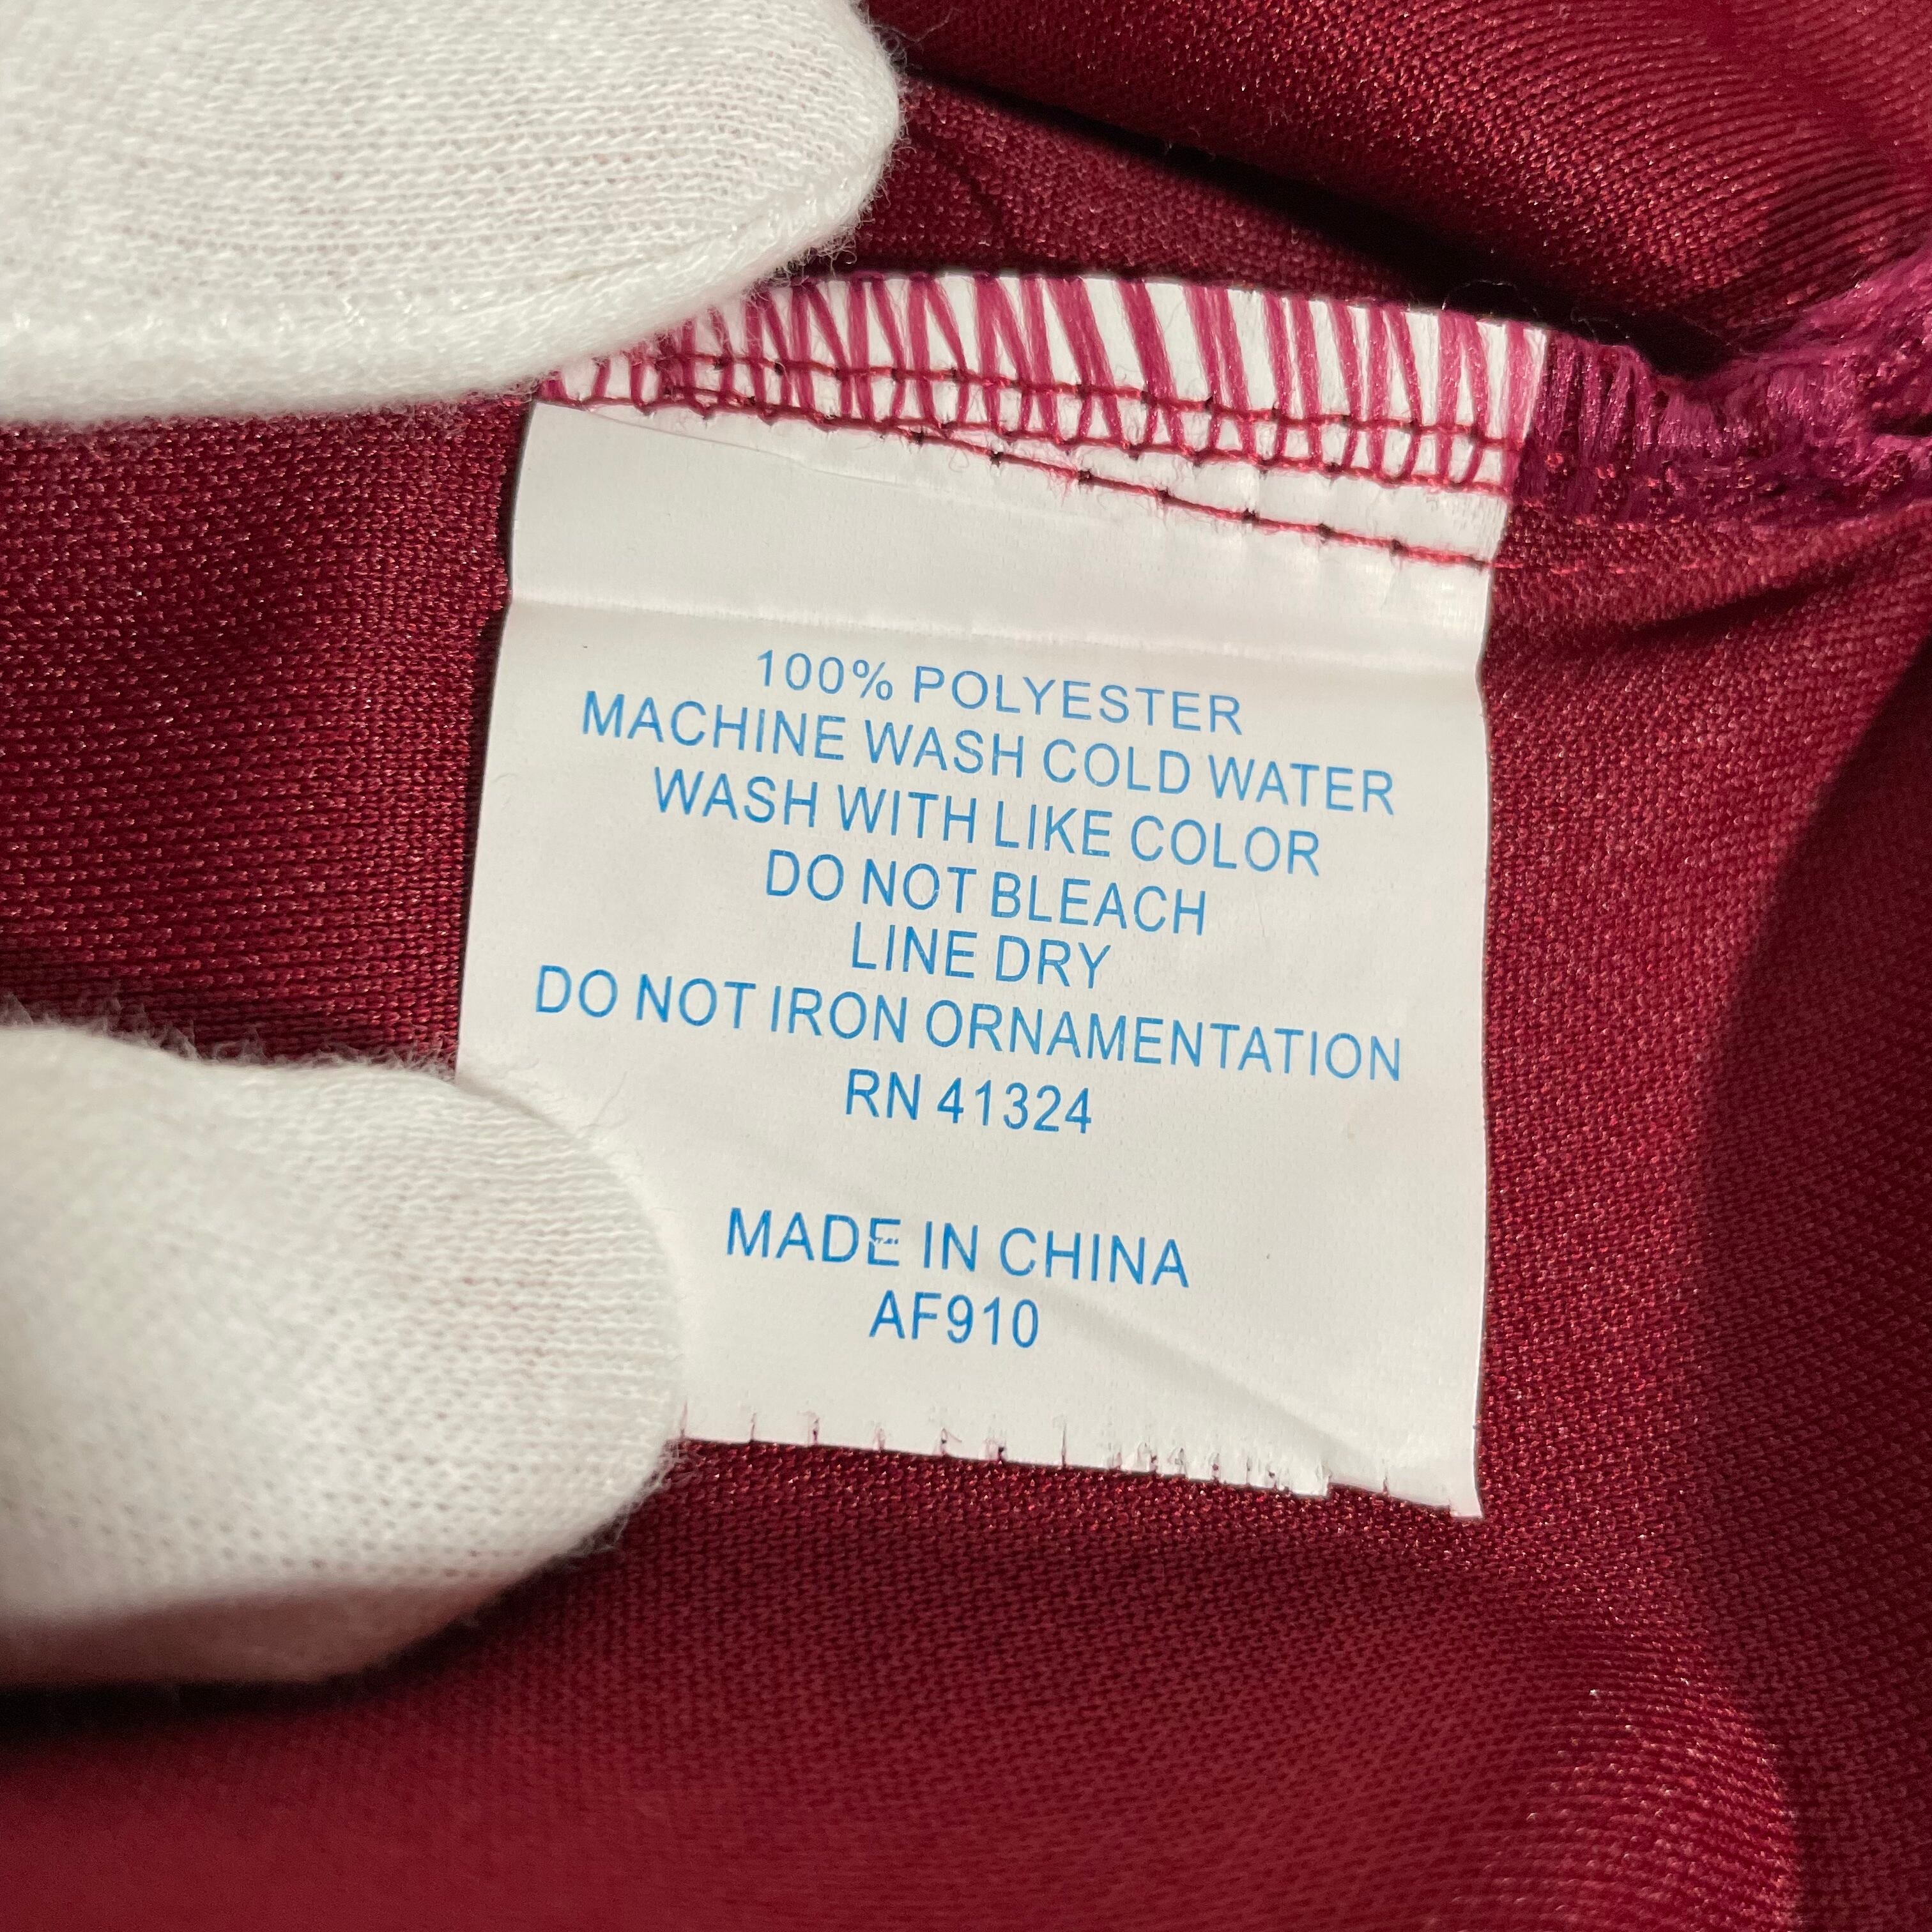 100% POLYESTER
MACHINE WASH COLD WATER
WASH WITH LIKE COLOR
DO NOT BLEACH
LINE DRY
DO NOT IRON ORNAMENTATION
RN 41324
MADE IN CHINA
AF910